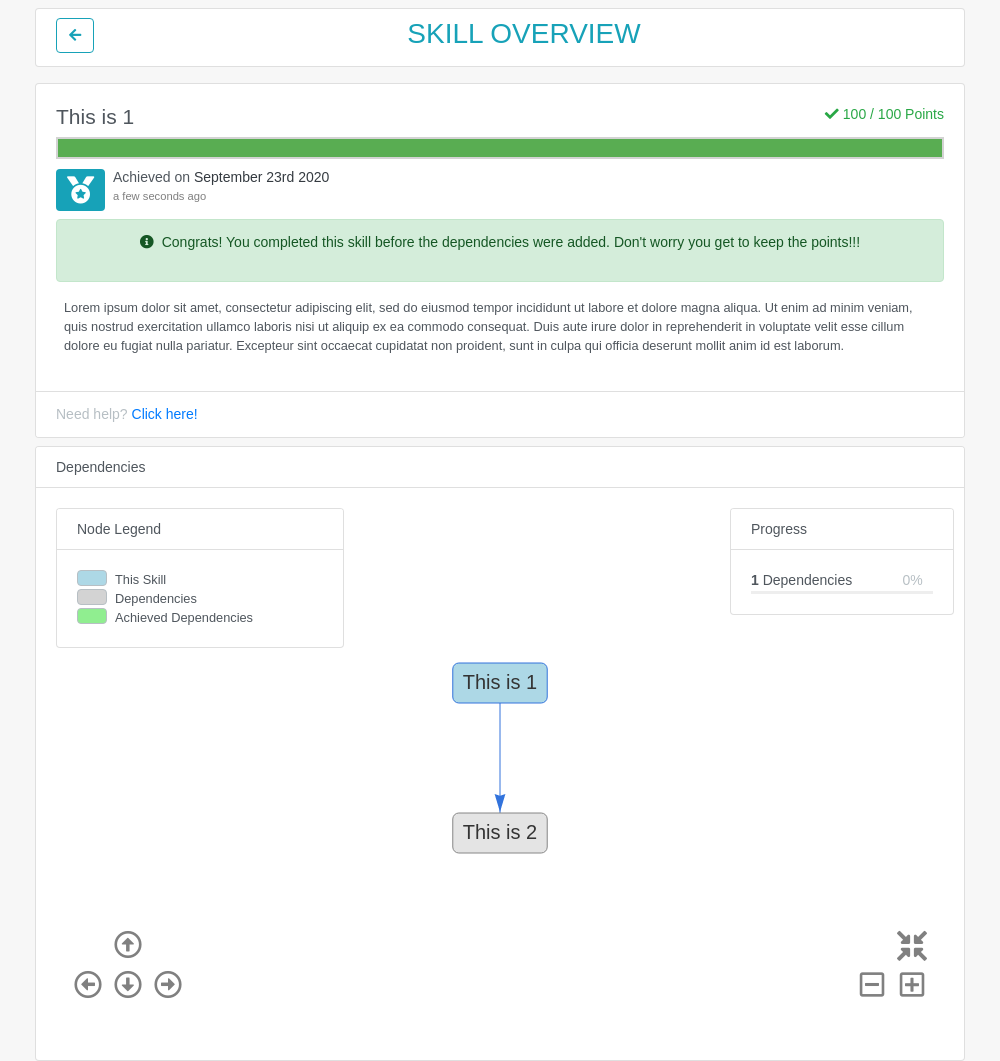 SKILL OVERVIEW
This is 1
100 / 100 Points
Achieved on September 23rd 2020
a few seconds ago
Congrats! You completed this skill before the dependencies were added. Don't worry you get to keep the points!!!
Lorem ipsum dolor sit amet, consectetur adipiscing elit, sed do eiusmod tempor incididunt ut labore et dolore magna aliqua. Ut enim ad minim veniam,
quis nostrud exercitation ullamco laboris nisi ut aliquip ex ea commodo consequat. Duis aute irure dolor in reprehenderit in voluptate velit esse cillum
dolore eu fugiat nulla pariatur. Excepteur sint occaecat cupidatat non proident, sunt in culpa qui officia deserunt mollit anim id est laborum.
Need help? Click here!
Dependencies
Node Legend
This Skill
Dependencies
Achieved Dependencies
Progress
1 Dependencies 0%
This is 1
This is 2